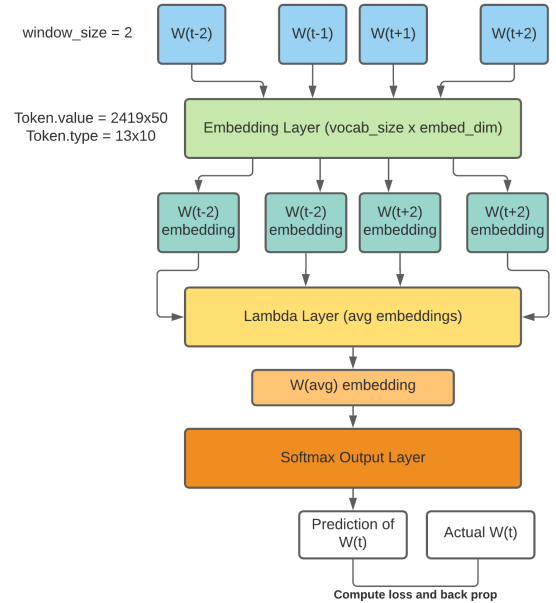 window_size = 2
W(t-2)
W(t-1)
W(t+1)
W(t+2)
Token.value = 2419x50
Token.type = 13x10
Embedding Layer (vocab_size x embed_dim)
W(t-2)
embedding
W(t-2)
embedding
W(t+2)
embedding
W(t+2)
embedding
Lambda Layer (avg embeddings)
W(avg) embedding
Softmax Output Layer
Prediction of
W(t)
Actual W(t)
Compute loss and back prop